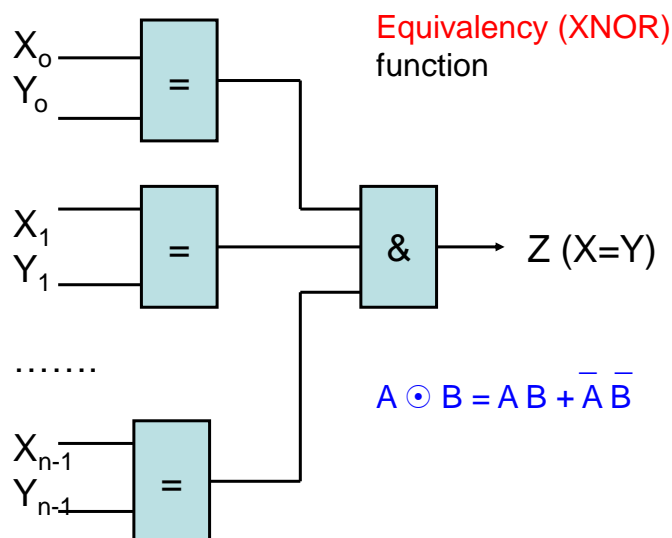 Equivalency (XNOR)
function
Xo
Yo
=
X1
Y1
=
&
Z (X=Y)
.......
A ⊙ B = A B + A̅ B̅
Xn-1
Yn-1
=